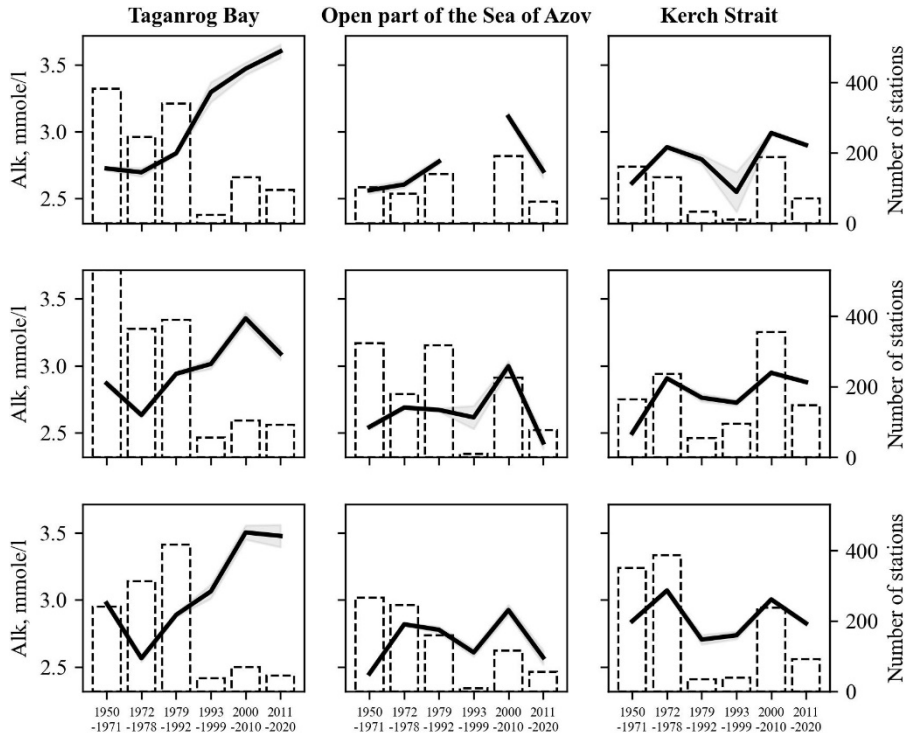 Taganrog Bay Open part of the Sea of Azov Kerch Strait
Alk, mmole/l
3.5
3.0
2.5
400
200
0
Number of stations
Alk, mmole/l
3.5
3.0
2.5
400
200
0
Number of stations
Alk, mmole/l
3.5
3.0
2.5
400
200
0
Number of stations
1950 1972 1979 1993 2000 2011 1950 1972 1979 1993 2000 2011 1950 1972 1979 1993 2000 2011
-1971 -1978 -1992 -1999 -2010 -2020 -1971 -1978 -1992 -1999 -2010 -2020 -1971 -1978 -1992 -1999 -2010 -2020